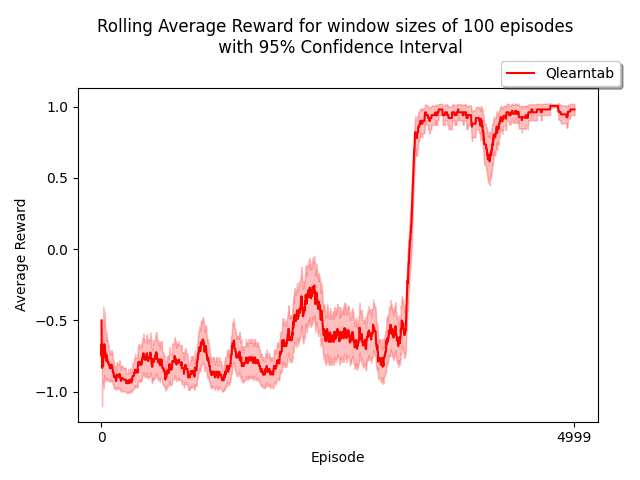 Rolling Average Reward for window sizes of 100 episodes
with 95% Confidence Interval
Qlearntab
1.0
0.5
0.0
−0.5
−1.0
Average Reward
0
4999
Episode